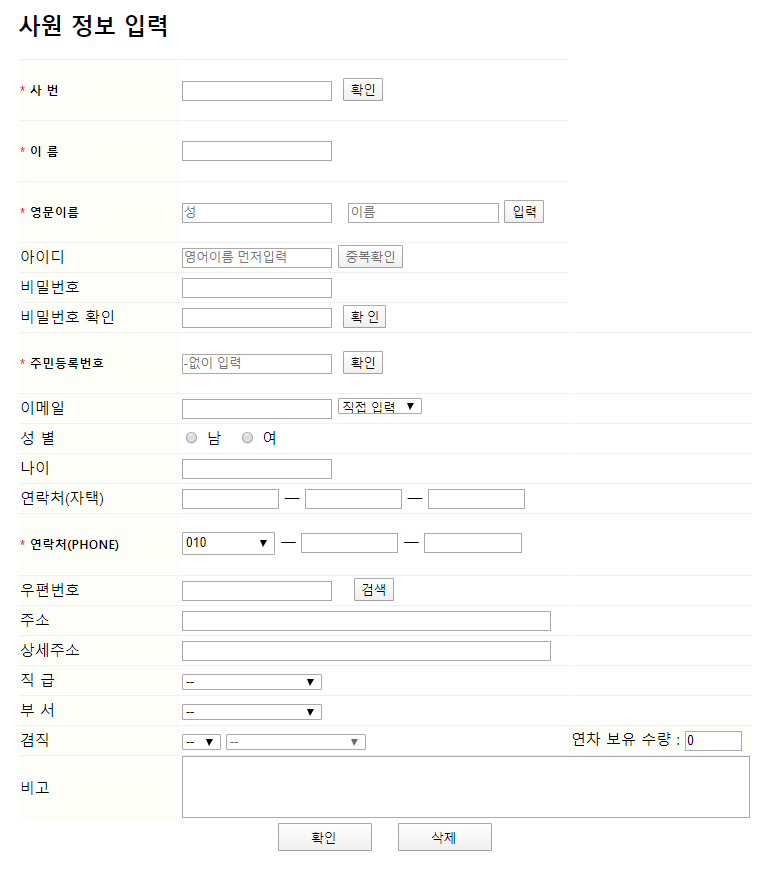 사원 정보 입력
* 사 번 확인
* 이 름
* 영문이름 성 이름 입력
아이디 영어이름 먼저입력 중복확인
비밀번호
비밀번호 확인 확 인
* 주민등록번호 -없이 입력 확인
이메일 직접 입력 ▼
성 별 남 여
나이
연락처(자택) — —
* 연락처(PHONE) 010 ▼ — —
우편번호 검색
주소
상세주소
직 급 -- ▼
부 서 -- ▼
겸직 -- ▼ -- ▼ 연차 보유 수량 : 0
비고
확인 삭제